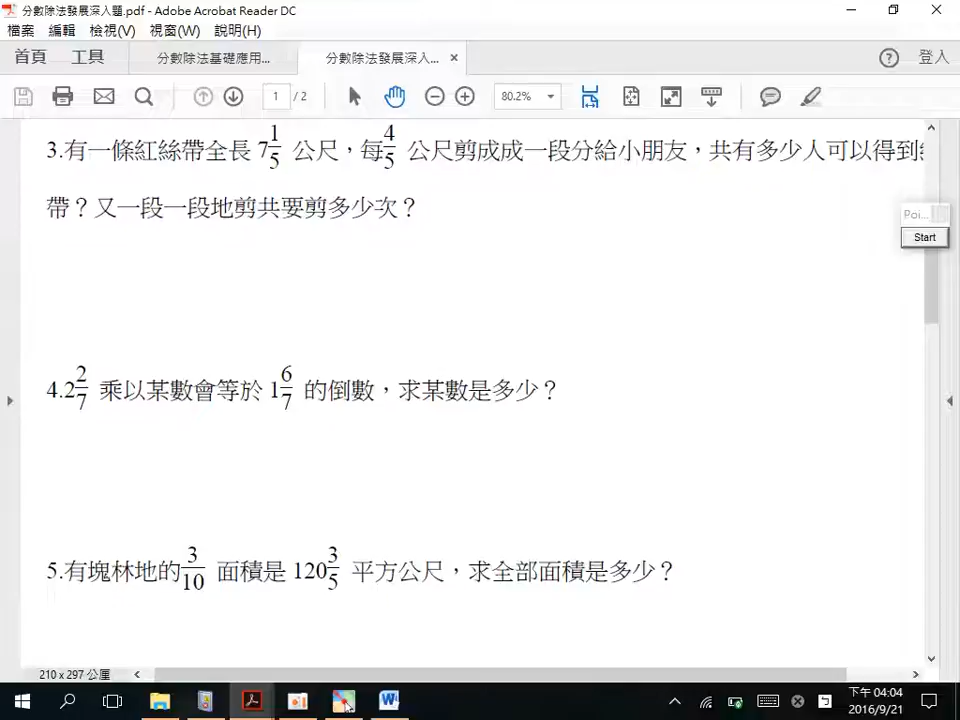 分數除法發展深入題.pdf - Adobe Acrobat Reader DC
檔案 編輯 檢視(V) 視窗(W) 說明(H)
首頁 工具 分數除法基礎應用... 分數除法發展深入... × 登入
1 / 2 80.2%
3.有一條紅絲帶全長 7 1/5 公尺，每 4/5 公尺剪成成一段分給小朋友，共有多少人可以得到
帶？又一段一段地剪共要剪多少次？
Poi...
Start
4.2 2/7 乘以某數會等於 1 6/7 的倒數，求某數是多少？
5.有塊林地的 3/10 面積是 120 3/5 平方公尺，求全部面積是多少？
210 x 297 公厘
下午 04:04
2016/9/21